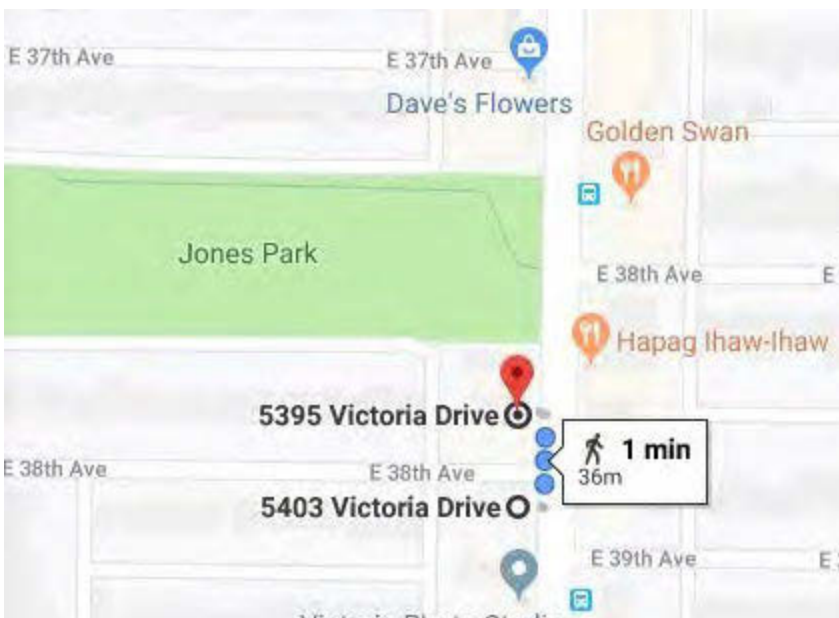 E 37th Ave
E 37th Ave
Dave's Flowers
Golden Swan
Jones Park
E 38th Ave
E
Hapag Ihaw-Ihaw
5395 Victoria Drive
1 min
36m
E 38th Ave
E 38th Ave
5403 Victoria Drive
E 39th Ave
E